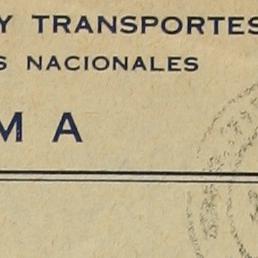 Y TRANSPORTES
S NACIONALES
M A